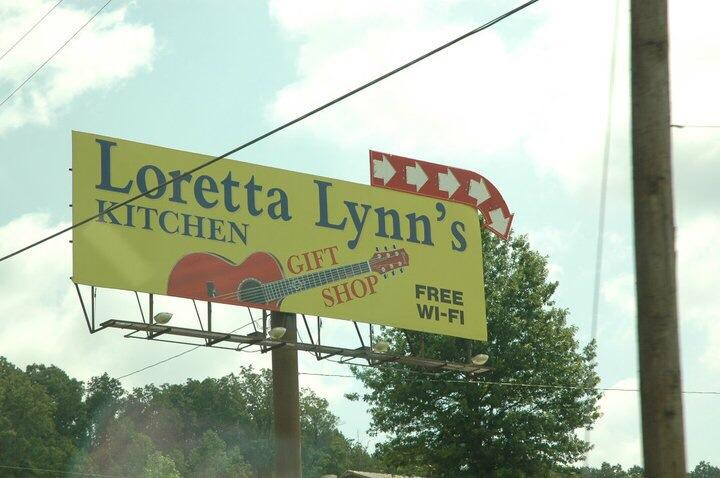 Loretta Lynn's
KITCHEN
GIFT
SHOP
FREE
WI-FI